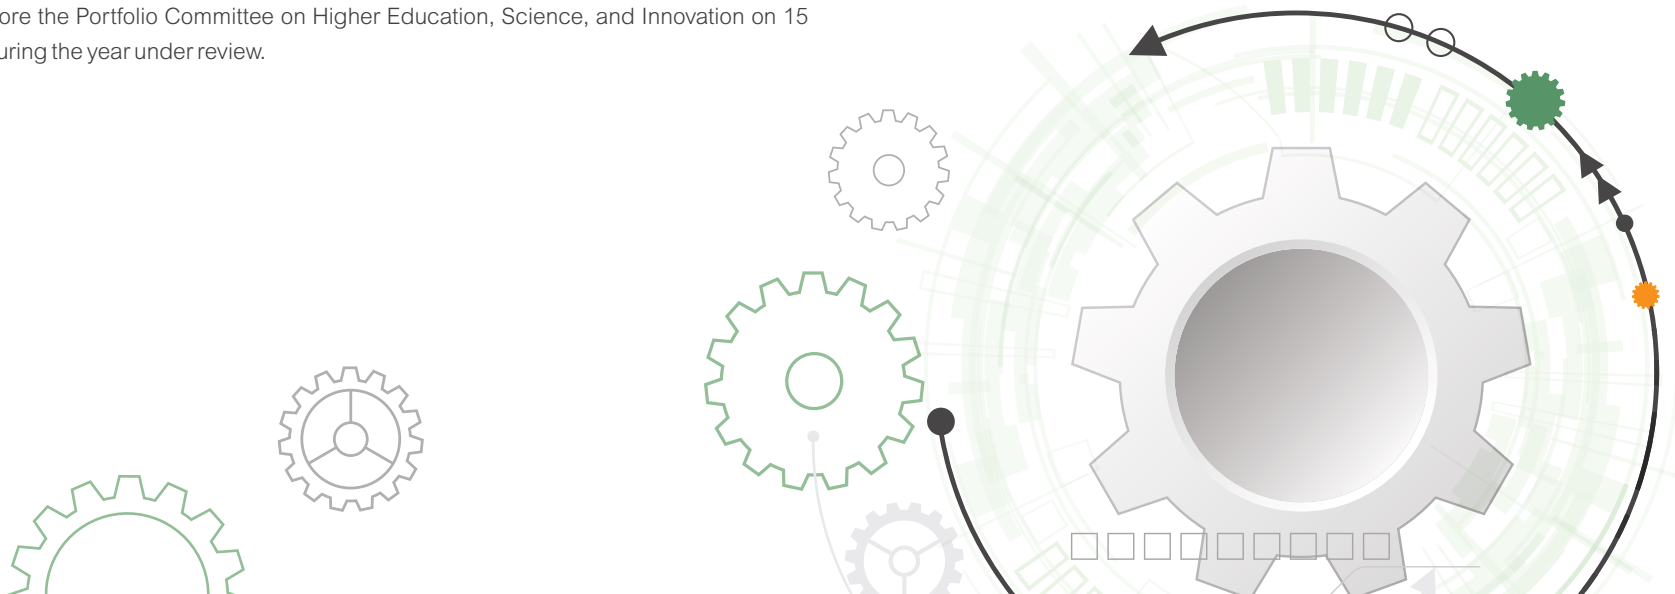 ore the Portfolio Committee on Higher Education, Science, and Innovation on 15
uring the year under review.